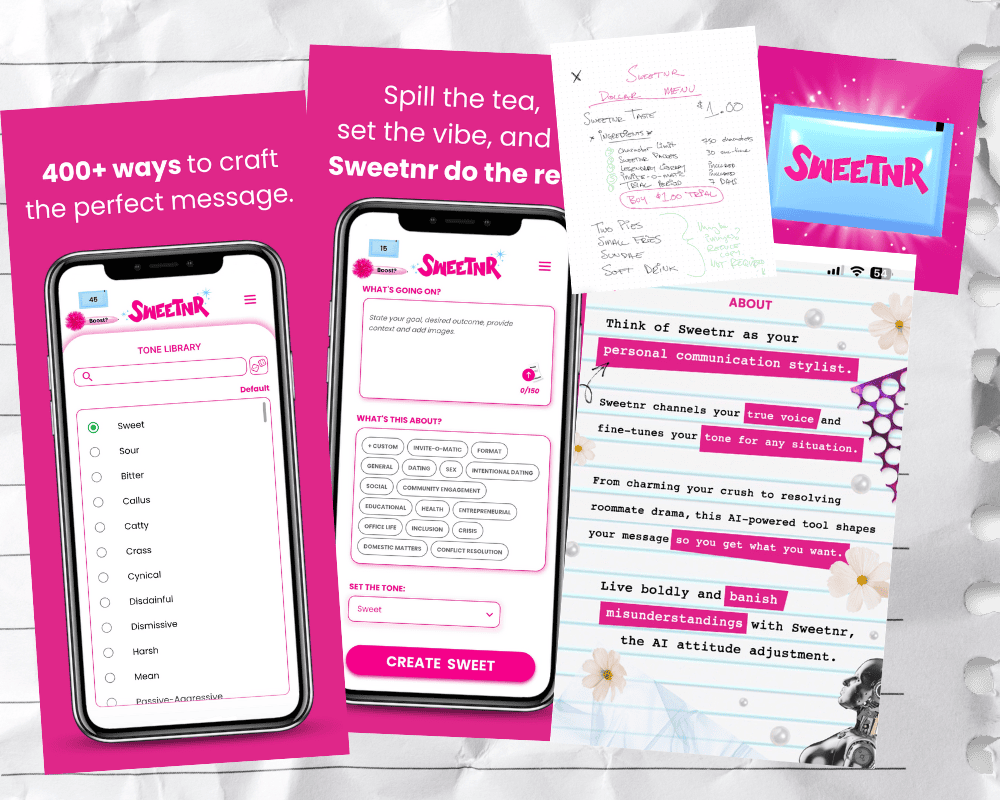 400+ ways to craft
the perfect message.
45
Boost?
SWEETNR
TONE LIBRARY
Default
Sweet
Sour
Bitter
Callus
Catty
Crass
Cynical
Disdainful
Dismissive
Harsh
Mean
Passive-Aggressive
Spill the tea,
set the vibe, and
Sweetnr do the re
15
Boost?
SWEETNR
WHAT'S GOING ON?
State your goal, desired outcome, provide
context and add images.
0/150
WHAT'S THIS ABOUT?
+ CUSTOM
INVITE-O-MATIC
FORMAT
GENERAL
DATING
SEX
INTENTIONAL DATING
SOCIAL
COMMUNITY ENGAGEMENT
EDUCATIONAL
HEALTH
ENTREPRENEURIAL
OFFICE LIFE
INCLUSION
CRISIS
DOMESTIC MATTERS
CONFLICT RESOLUTION
SET THE TONE:
Sweet
CREATE SWEET
X
SWEETNR
DOLLAR MENU
SWEETNR TASTE $1.00
* INGREDIENTS *
CHARACTER LIMIT 750 CHARACTERS
SWEETNR PACKETS 30 ONE-TIME
LEGENDARY LIBRARY INCLUDED
INVITE-O-MATIC INCLUDED
TRIAL PERIOD 7 DAYS
BUY $1.00 TRIAL
TWO PIES
SMALL FRIES
SUNDAE
SOFT DRINK
NOT REQUIRED
SWEETNR
54
ABOUT
Think of Sweetnr as your
personal communication stylist.
Sweetnr channels your true voice and
fine-tunes your tone for any situation.
From charming your crush to resolving
roommate drama, this AI-powered tool shapes
your message so you get what you want.
Live boldly and banish
misunderstandings with Sweetnr,
the AI attitude adjustment.